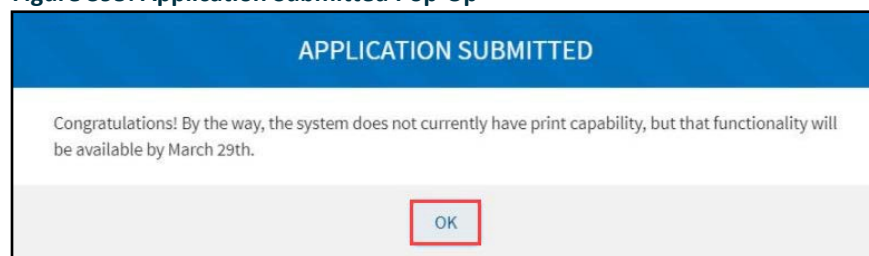 APPLICATION SUBMITTED
Congratulations! By the way, the system does not currently have print capability, but that functionality will
be available by March 29th.
OK